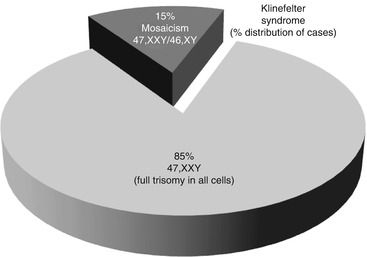 15%
Mosaicism
47,XXY/46,XY
Klinefelter
syndrome
(% distribution of cases)
85%
47,XXY
(full trisomy in all cells)